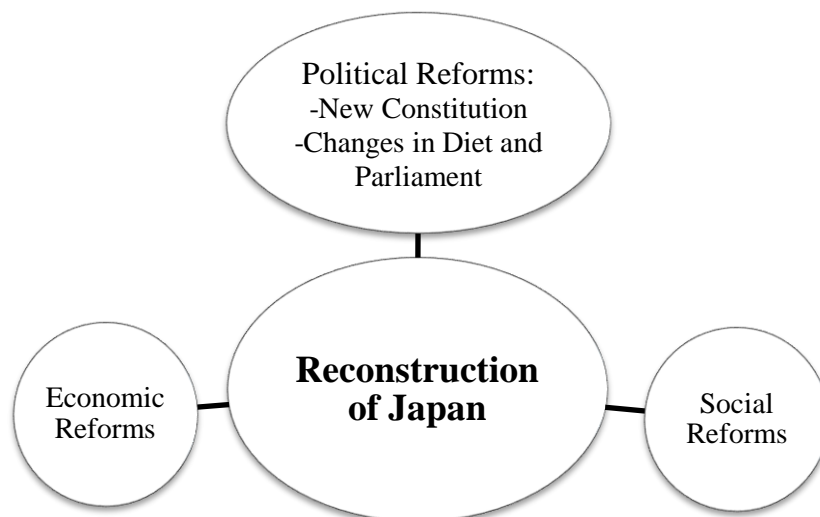 Political Reforms:
-New Constitution
-Changes in Diet and
Parliament
Reconstruction
of Japan
Economic
Reforms
Social
Reforms